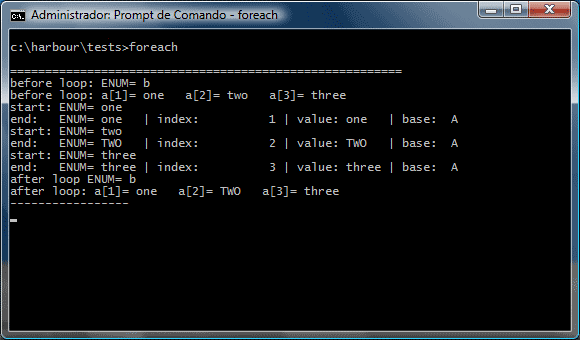 Administrador: Prompt de Comando - foreach
c:\harbour\tests>foreach
========================================================
before loop: ENUM= b
before loop: a[1]= one   a[2]= two   a[3]= three
start: ENUM= one
end:   ENUM= one   | index:          1 | value: one   | base:  A
start: ENUM= two
end:   ENUM= TWO   | index:          2 | value: TWO   | base:  A
start: ENUM= three
end:   ENUM= three | index:          3 | value: three | base:  A
after loop ENUM= b
after loop: a[1]= one   a[2]= TWO   a[3]= three
-----------------